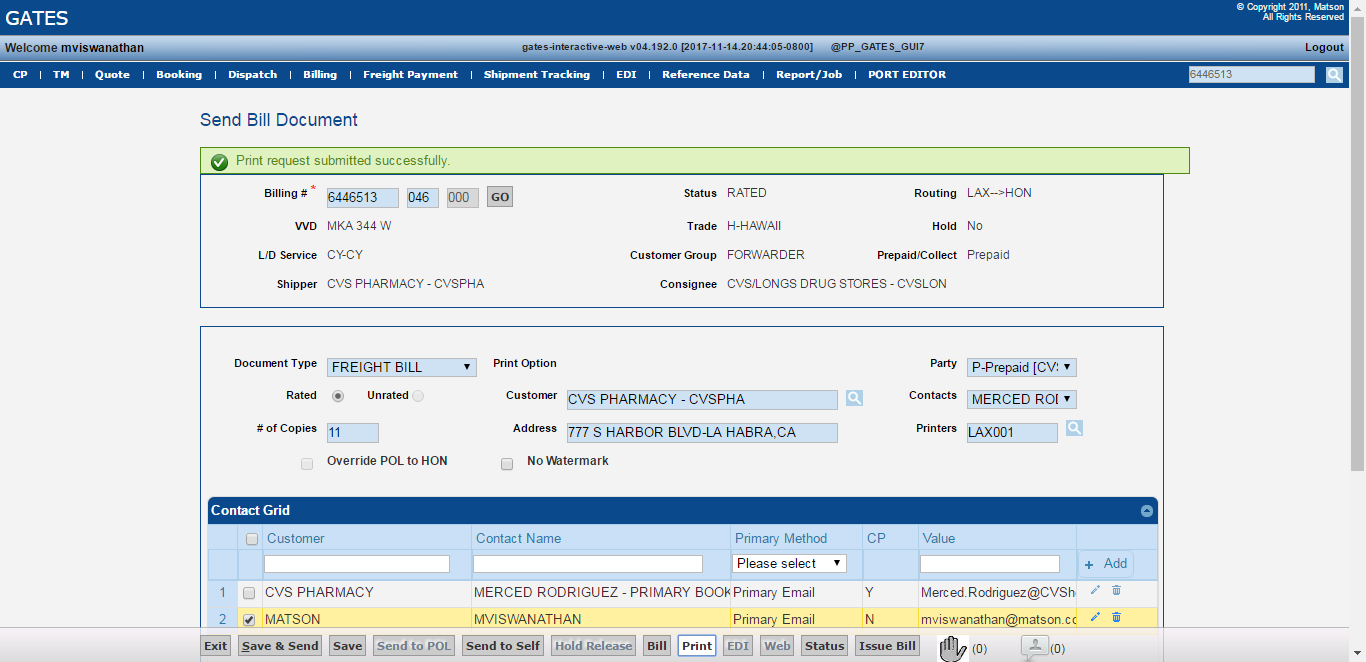 GATES
© Copyright 2011, Matson
All Rights Reserved
Welcome mviswanathan
gates-interactive-web v04.192.0 [2017-11-14.20:44:05-0800] @PP_GATES_GUI7
Logout
CP | TM | Quote | Booking | Dispatch | Billing | Freight Payment | Shipment Tracking | EDI | Reference Data | Report/Job | PORT EDITOR
6446513
Send Bill Document
Print request submitted successfully.
Billing # * 6446513 046 000 GO Status RATED Routing LAX-->HON
VVD MKA 344 W Trade H-HAWAII Hold No
L/D Service CY-CY Customer Group FORWARDER Prepaid/Collect Prepaid
Shipper CVS PHARMACY - CVSPHA Consignee CVS/LONGS DRUG STORES - CVSLON
Document Type FREIGHT BILL Print Option Party P-Prepaid [CV
Rated Unrated Customer CVS PHARMACY - CVSPHA Contacts MERCED
# of Copies 11 Address 777 S HARBOR BLVD-LA HABRA,CA Printers LAX001
Override POL to HON No Watermark
Contact Grid
Customer Contact Name Primary Method CP Value
Please select + Add
1 CVS PHARMACY MERCED RODRIGUEZ - PRIMARY BOOK Primary Email Y Merced.Rodriguez@CVSh
2 MATSON MVISWANATHAN Primary Email N mviswanathan@matson.co
Exit Save & Send Save Send to POL Send to Self Hold Release Bill Print EDI Web Status Issue Bill (0) (0)